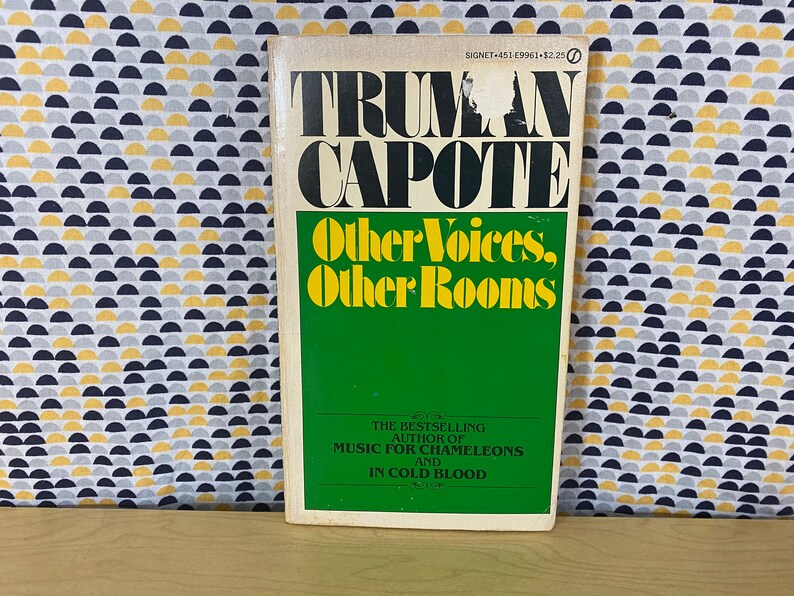 SIGNET•451-E9961•$2.25
TRUMAN
CAPOTE
Other Voices,
Other Rooms
THE BESTSELLING
AUTHOR OF
MUSIC FOR CHAMELEONS
AND
IN COLD BLOOD